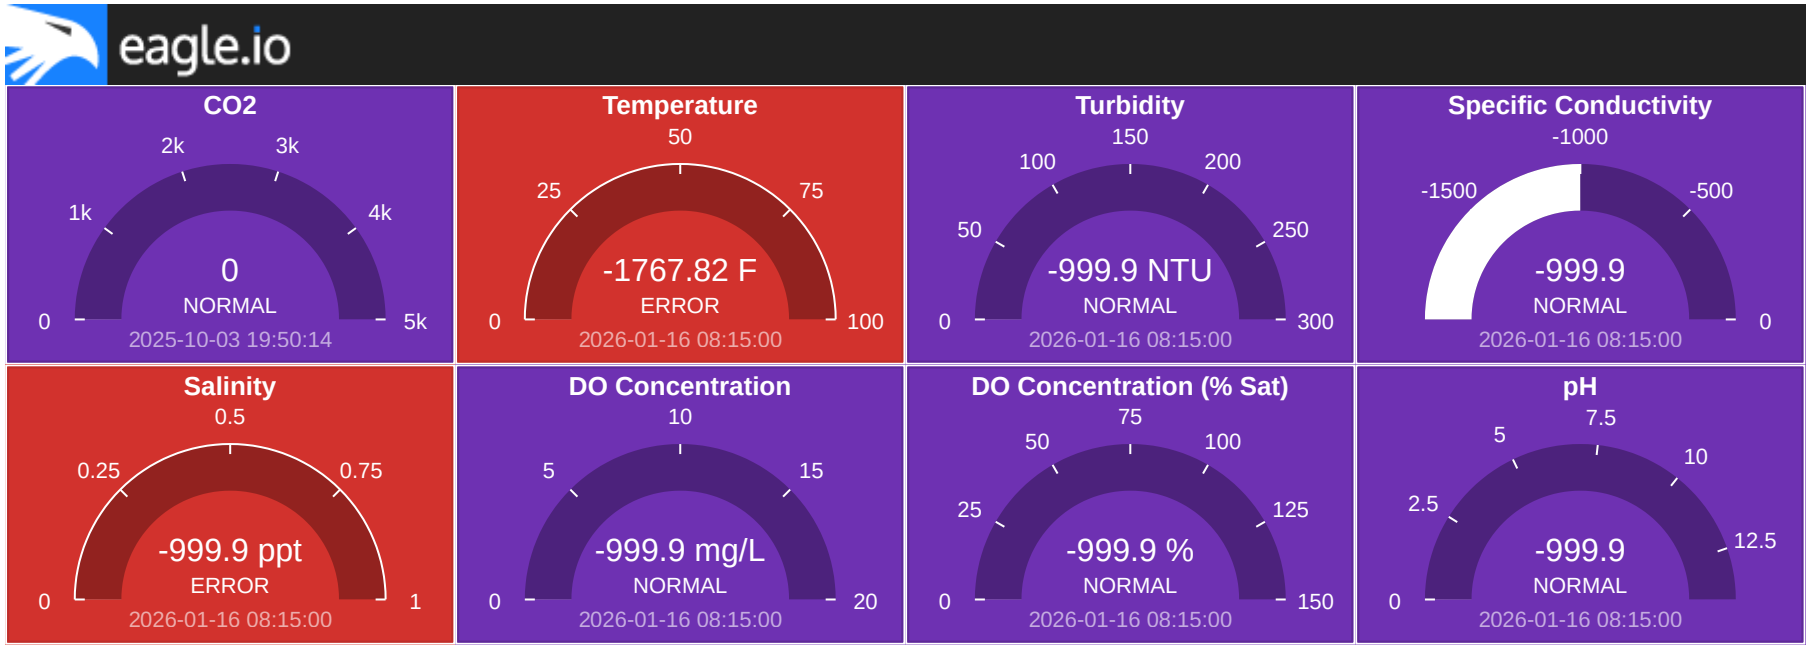 eagle.io
CO2
2k
3k
1k
4k
0
NORMAL
0
5k
2025-10-03 19:50:14
Temperature
50
25
75
-1767.82 F
ERROR
0
100
2026-01-16 08:15:00
Turbidity
150
100
200
50
250
-999.9 NTU
NORMAL
0
300
2026-01-16 08:15:00
Specific Conductivity
-1000
-1500
-500
-999.9
NORMAL
0
2026-01-16 08:15:00
Salinity
0.5
0.25
0.75
-999.9 ppt
ERROR
0
1
2026-01-16 08:15:00
DO Concentration
10
5
15
-999.9 mg/L
NORMAL
0
20
2026-01-16 08:15:00
DO Concentration (% Sat)
75
50
100
25
125
-999.9 %
NORMAL
0
150
2026-01-16 08:15:00
pH
7.5
5
10
2.5
12.5
-999.9
NORMAL
0
2026-01-16 08:15:00